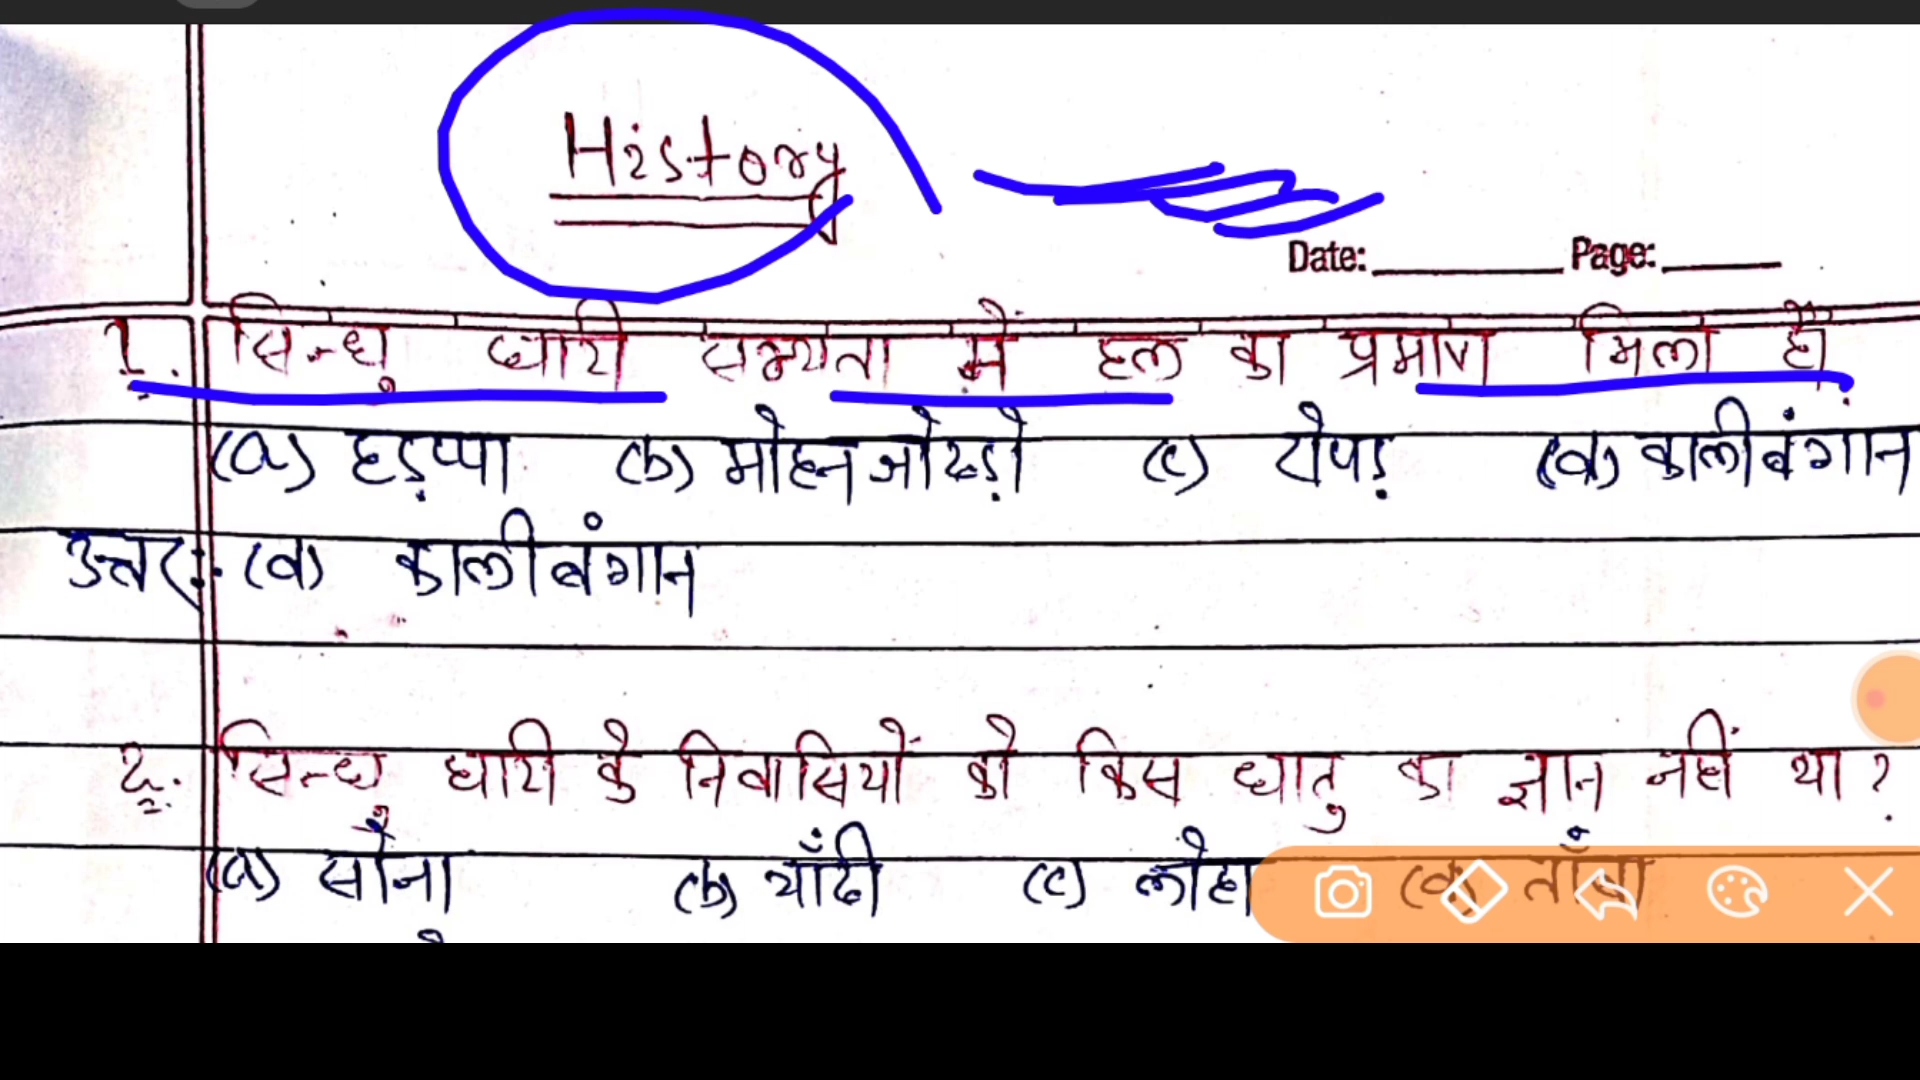 History
Date: Page:
1. सिन्धु घाटी सभ्यता में हल का प्रमाण मिला है।
(a) हड़प्पा (b) मोहनजोदड़ो (c) रोपड़ (d) कालीबंगान
उत्तर:- (d) कालीबंगान
2. सिन्धु घाटी के निवासियों को किस धातु का ज्ञान नहीं था?
(a) सोना (b) चाँदी (c) लोहा (d) ताँबा